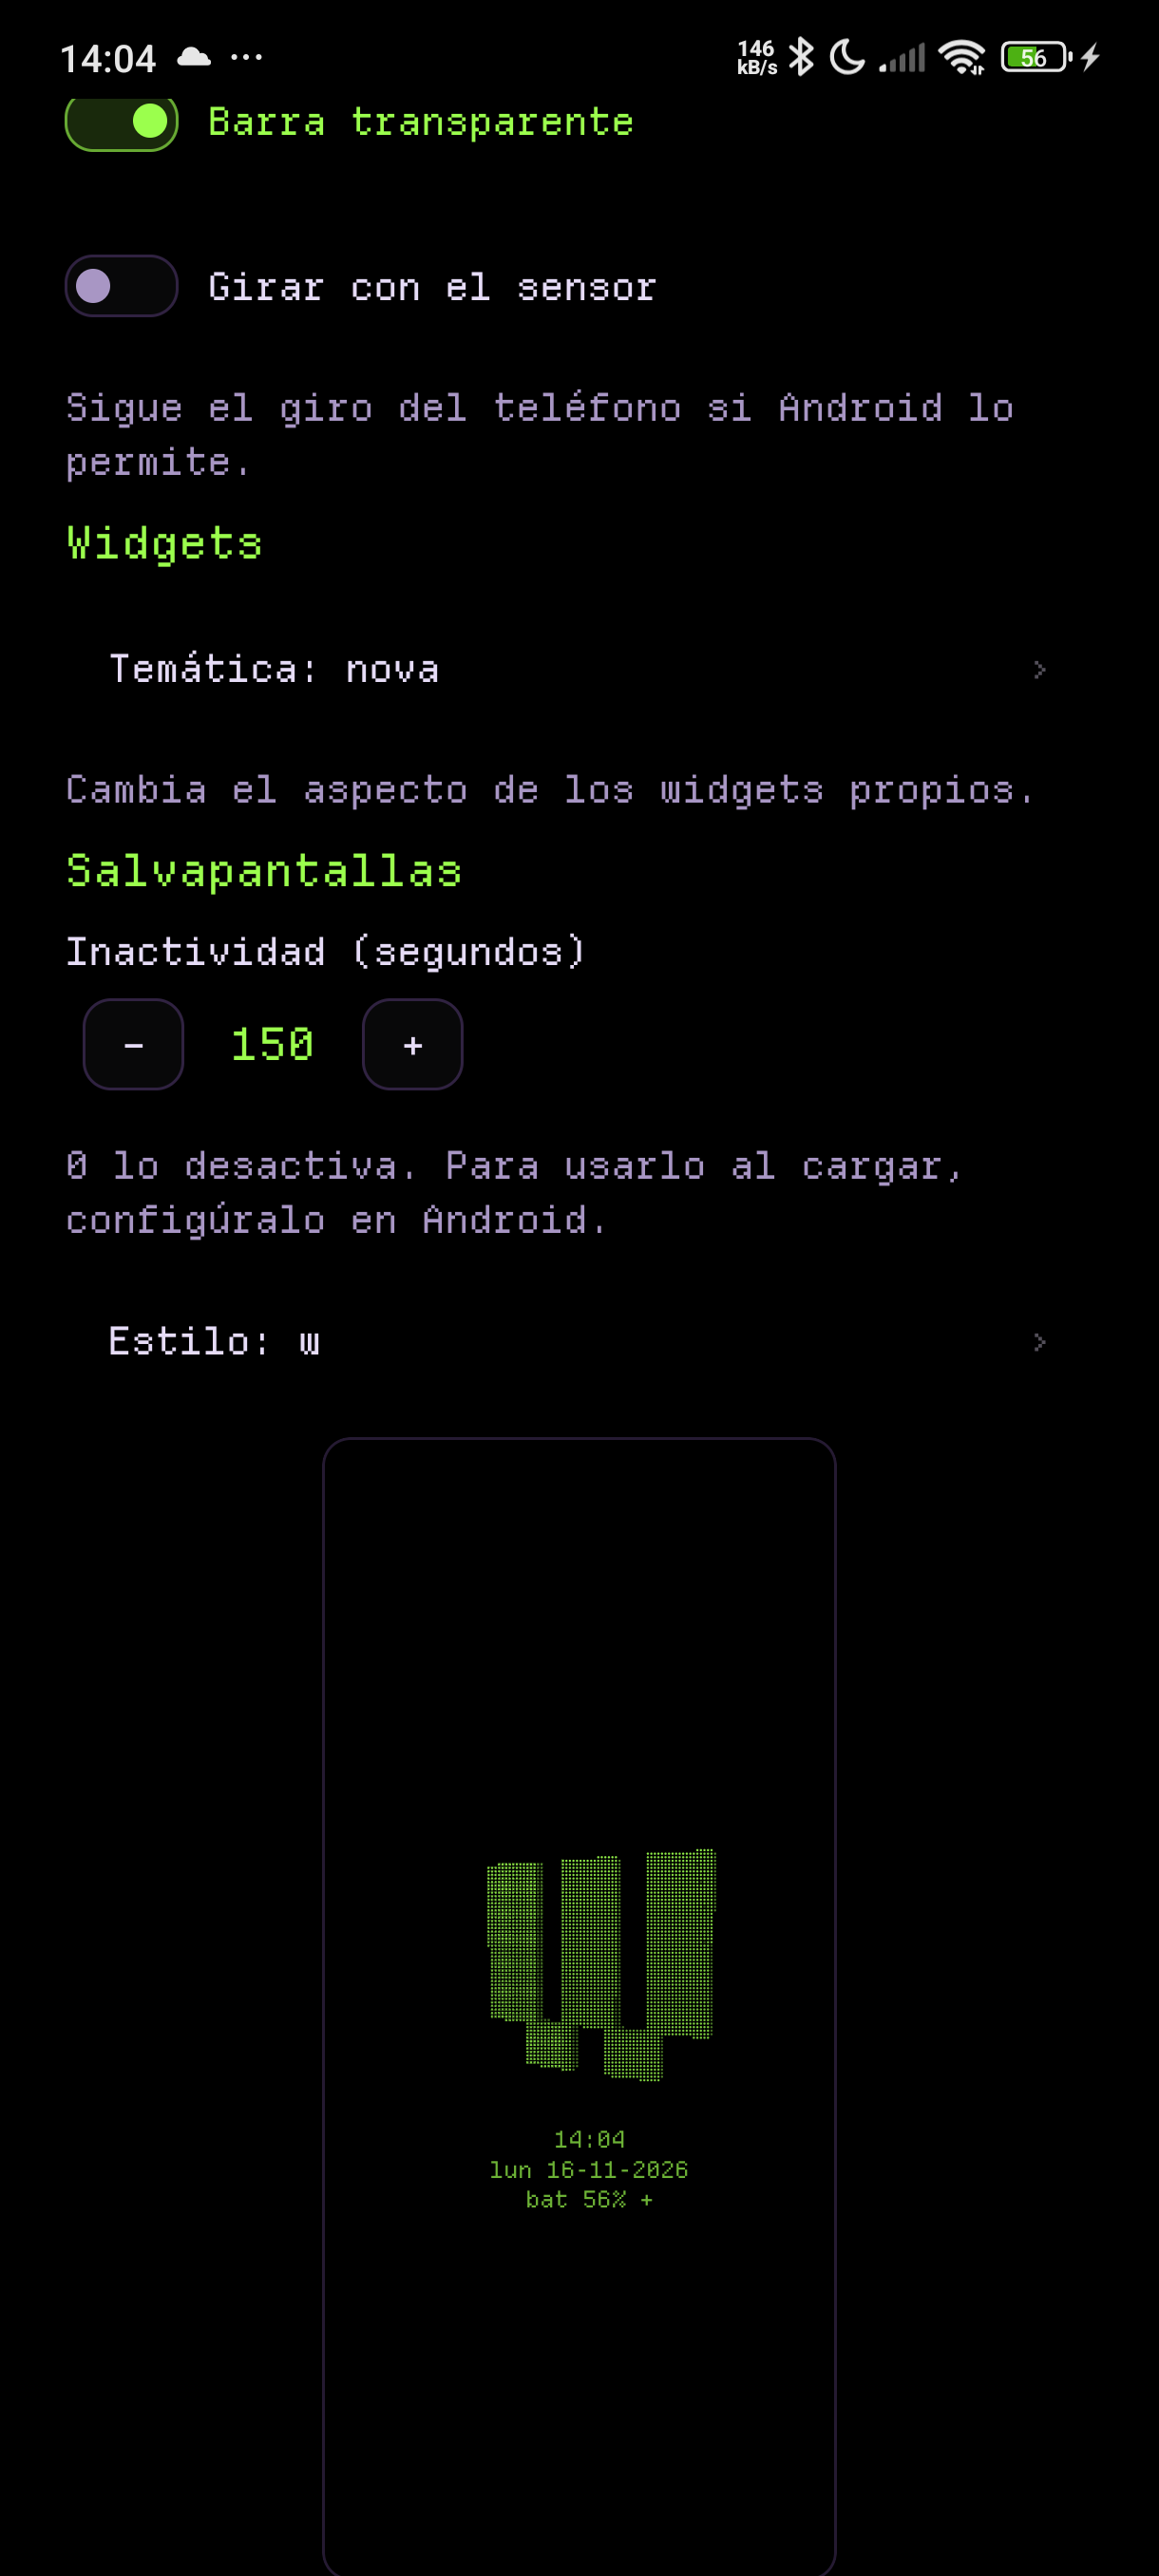 14:04 ...
146
kB/s
56
Barra transparente
Girar con el sensor
Sigue el giro del teléfono si Android lo
permite.
Widgets
Temática: nova >
Cambia el aspecto de los widgets propios.
Salvapantallas
Inactividad (segundos)
- 150 +
0 lo desactiva. Para usarlo al cargar,
configúralo en Android.
Estilo: w >
W
14:04
lun 16-11-2026
bat 56% +